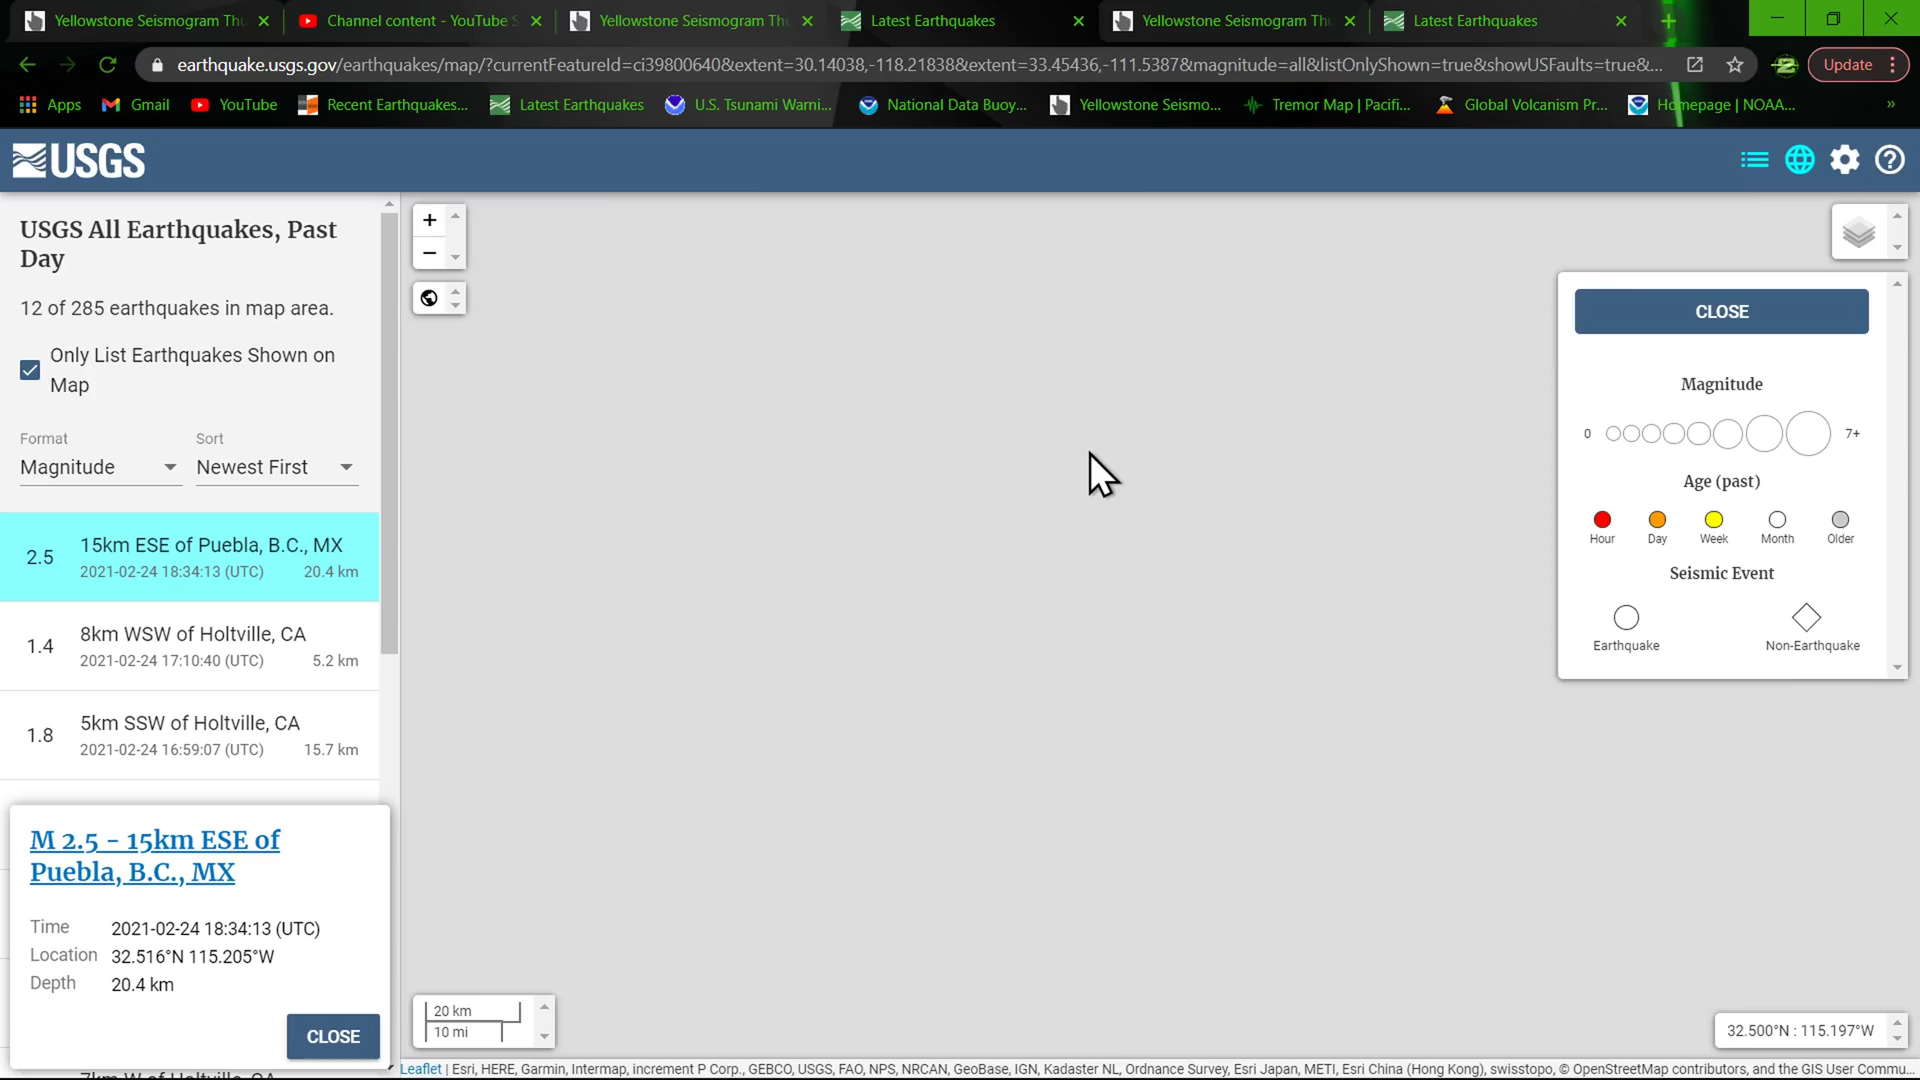 Yellowstone Seismogram Thu
Channel content - YouTube S
Yellowstone Seismogram Thu
Latest Earthquakes
Yellowstone Seismogram Thu
Latest Earthquakes
earthquake.usgs.gov/earthquakes/map/?currentFeatureId=ci39800640&extent=30.14038,-118.21838&extent=33.45436,-111.5387&magnitude=all&listOnlyShown=true&showUSFaults=true&...
Update
Apps
Gmail
YouTube
Recent Earthquakes...
Latest Earthquakes
U.S. Tsunami Warni...
National Data Buoy...
Yellowstone Seismo...
Tremor Map | Pacifi...
Global Volcanism Pr...
Homepage | NOAA...
»
USGS
USGS All Earthquakes, Past
Day
12 of 285 earthquakes in map area.
Only List Earthquakes Shown on
Map
Format
Sort
Magnitude
Newest First
2.5
15km ESE of Puebla, B.C., MX
2021-02-24 18:34:13 (UTC)
20.4 km
1.4
8km WSW of Holtville, CA
2021-02-24 17:10:40 (UTC)
5.2 km
1.8
5km SSW of Holtville, CA
2021-02-24 16:59:07 (UTC)
15.7 km
M 2.5 - 15km ESE of
Puebla, B.C., MX
Time 2021-02-24 18:34:13 (UTC)
Location 32.516°N 115.205°W
Depth 20.4 km
CLOSE
7km W of Holtville, CA
+
−
CLOSE
Magnitude
0
7+
Age (past)
Hour
Day
Week
Month
Older
Seismic Event
Earthquake
Non-Earthquake
20 km
10 mi
32.500°N : 115.197°W
Leaflet | Esri, HERE, Garmin, Intermap, increment P Corp., GEBCO, USGS, FAO, NPS, NRCAN, GeoBase, IGN, Kadaster NL, Ordnance Survey, Esri Japan, METI, Esri China (Hong Kong), swisstopo, © OpenStreetMap contributors, and the GIS User Commu...